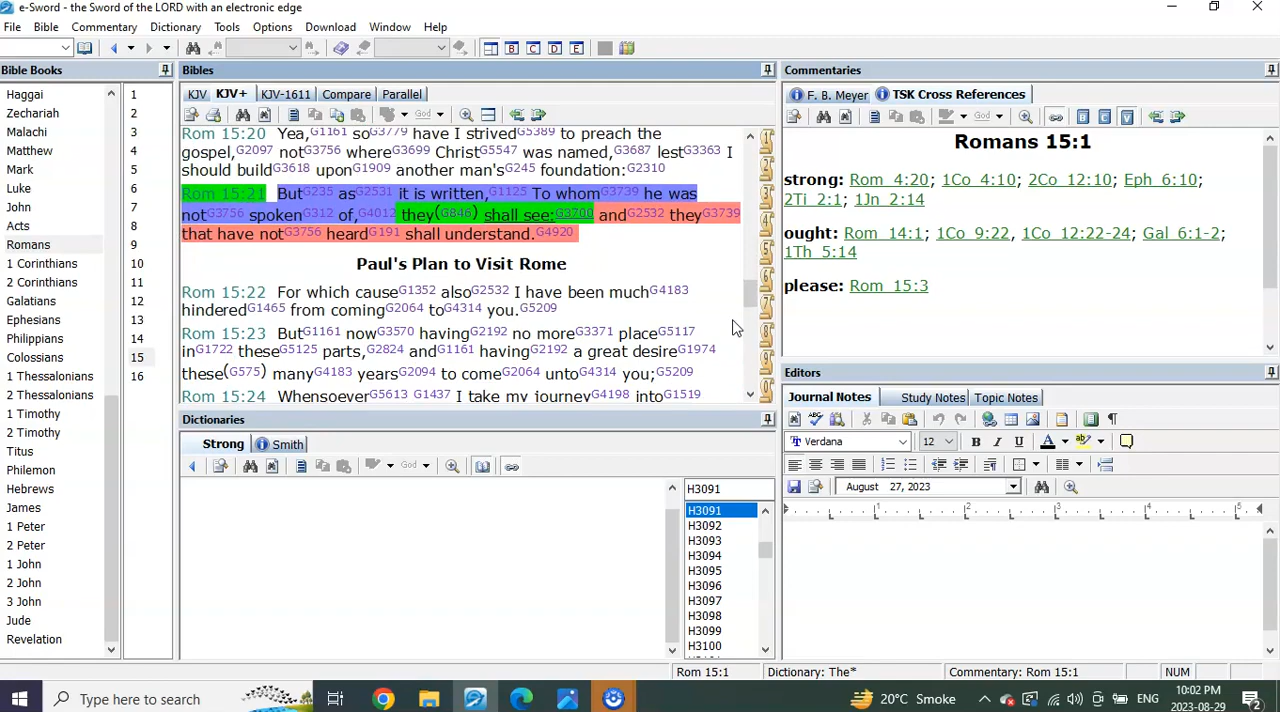 e-Sword - the Sword of the LORD with an electronic edge
File Bible Commentary Dictionary Tools Options Download Window Help
B C D E
Bible Books
Haggai
Zechariah
Malachi
Matthew
Mark
Luke
John
Acts
Romans
1 Corinthians
2 Corinthians
Galatians
Ephesians
Philippians
Colossians
1 Thessalonians
2 Thessalonians
1 Timothy
2 Timothy
Titus
Philemon
Hebrews
James
1 Peter
2 Peter
1 John
2 John
3 John
Jude
Revelation
1
2
3
4
5
6
7
8
9
10
11
12
13
14
15
16
Bibles
KJV KJV+ KJV-1611 Compare Parallel
God
Rom 15:20 Yea,G1161 soG3779 have I strivedG5389 to preach the
gospel,G2097 notG3756 whereG3699 ChristG5547 was named,G3687 lestG3363 I
should buildG3618 uponG1909 another man'sG245 foundation:G2310
Rom 15:21 ButG235 asG2531 it is written,G1125 To whomG3739 he was
notG3756 spokenG312 of,G4012 they(G846) shall see:G3700 andG2532 theyG3739
that have notG3756 heardG191 shall understand.G4920
Paul's Plan to Visit Rome
Rom 15:22 For which causeG1352 alsoG2532 I have been muchG4183
hinderedG1465 from comingG2064 toG4314 you.G5209
Rom 15:23 ButG1161 nowG3570 havingG2192 no moreG3371 placeG5117
inG1722 theseG5125 parts,G2824 andG1161 havingG2192 a great desireG1974
these(G575) manyG4183 yearsG2094 to comeG2064 untoG4314 you;G5209
Rom 15:24 WhensoeverG5613 G1437 I take my journeyG4198 intoG1519
Dictionaries
Strong Smith
God
H3091
H3091
H3092
H3093
H3094
H3095
H3096
H3097
H3098
H3099
H3100
Commentaries
F. B. Meyer TSK Cross References
God B C V
Romans 15:1
strong: Rom 4:20; 1Co 4:10; 2Co 12:10; Eph 6:10;
2Ti 2:1; 1Jn 2:14
ought: Rom 14:1; 1Co 9:22, 1Co 12:22-24; Gal 6:1-2;
1Th 5:14
please: Rom 15:3
Editors
Journal Notes Study Notes Topic Notes
Verdana 12 B I U A
August 27, 2023
1 2 3 4 5
Rom 15:1 Dictionary: The* Commentary: Rom 15:1 NUM
Type here to search 20°C Smoke ENG 10:02 PM
2023-08-29 2